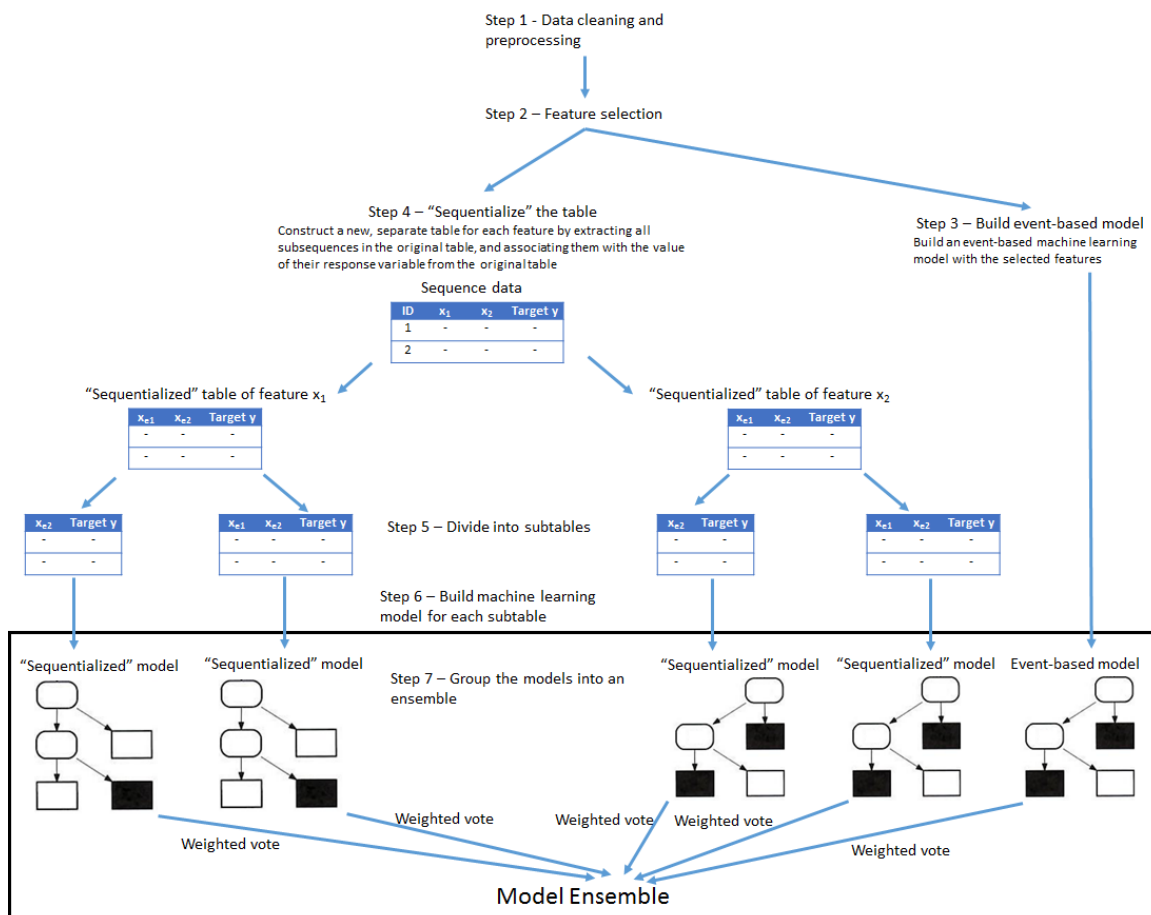 Step 1 - Data cleaning and
preprocessing
Step 2 – Feature selection
Step 4 – “Sequentialize” the table
Construct a new, separate table for each feature by extracting all
subsequences in the original table, and associating them with the value
of their response variable from the original table
Step 3 – Build event-based model
Build an event-based machine learning
model with the selected features
Sequence data
ID x1 x2 Target y
1 - - -
2 - - -
“Sequentialized” table of feature x1
“Sequentialized” table of feature x2
xe1 xe2 Target y
- - -
- - -
xe1 xe2 Target y
- - -
- - -
xe2 Target y
- -
- -
xe1 xe2 Target y
- - -
- - -
Step 5 – Divide into subtables
xe2 Target y
- -
- -
xe1 xe2 Target y
- - -
- - -
Step 6 – Build machine learning
model for each subtable
“Sequentialized” model
“Sequentialized” model
Step 7 – Group the models into an
ensemble
“Sequentialized” model
“Sequentialized” model
Event-based model
Weighted vote
Weighted vote
Weighted vote
Weighted vote
Weighted vote
Model Ensemble